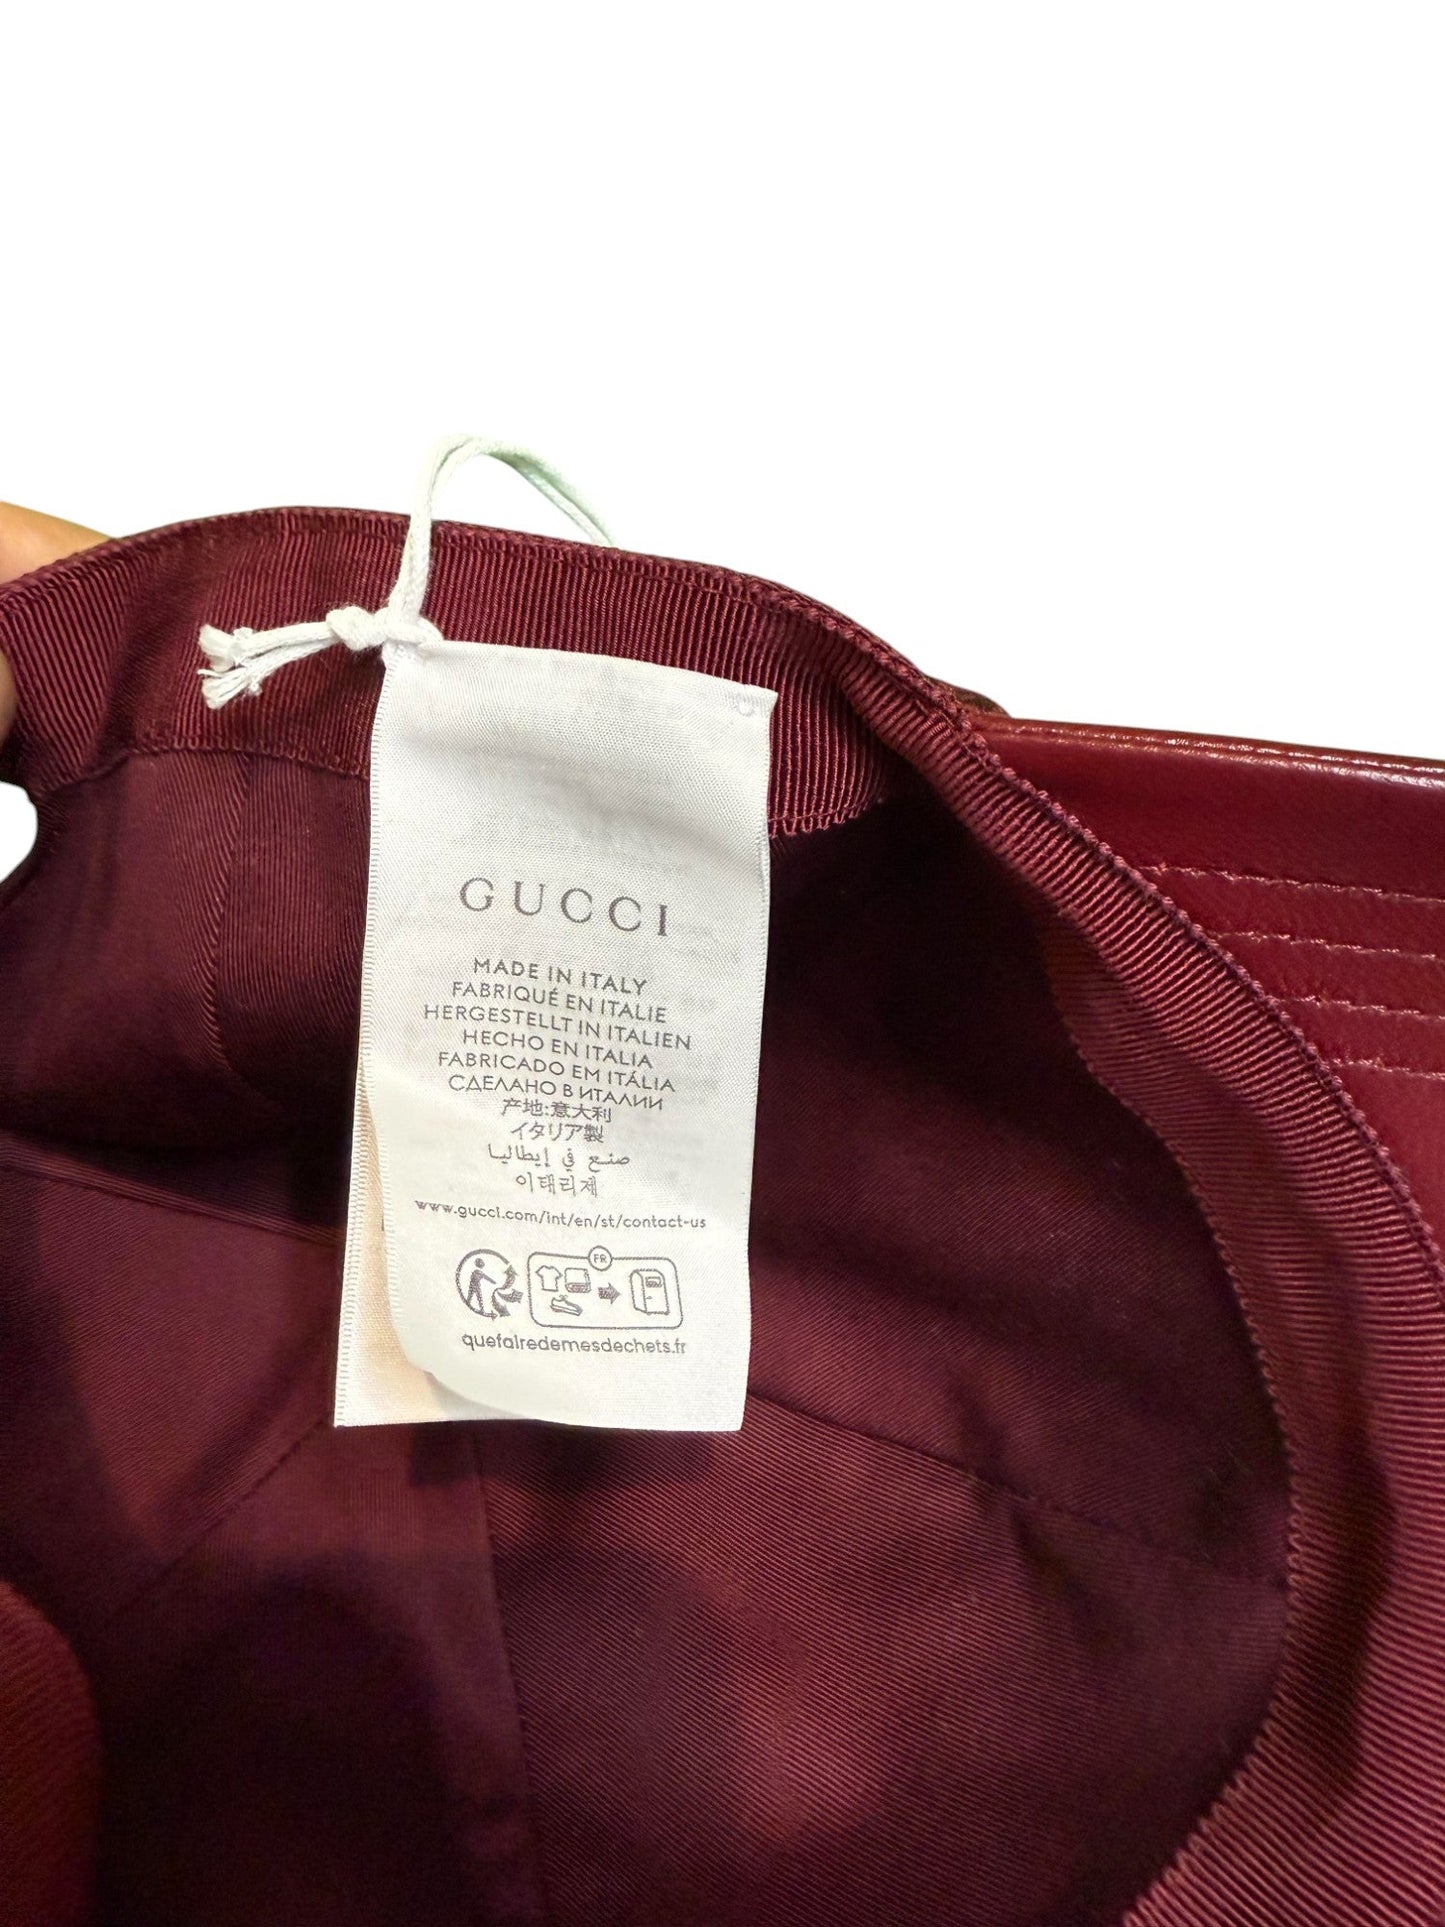 GUCCI
MADE IN ITALY
FABRIQUÉ EN ITALIE
HERGESTELLT IN ITALIEN
HECHO EN ITALIA
FABRICADO EM ITÁLIA
СДЕЛАНО В ИТАЛИИ
产地:意大利
イタリア製
صنع في إيطاليا
이태리제
www.gucci.com/int/en/st/contact-us
FR
quefairedemesdechets.fr